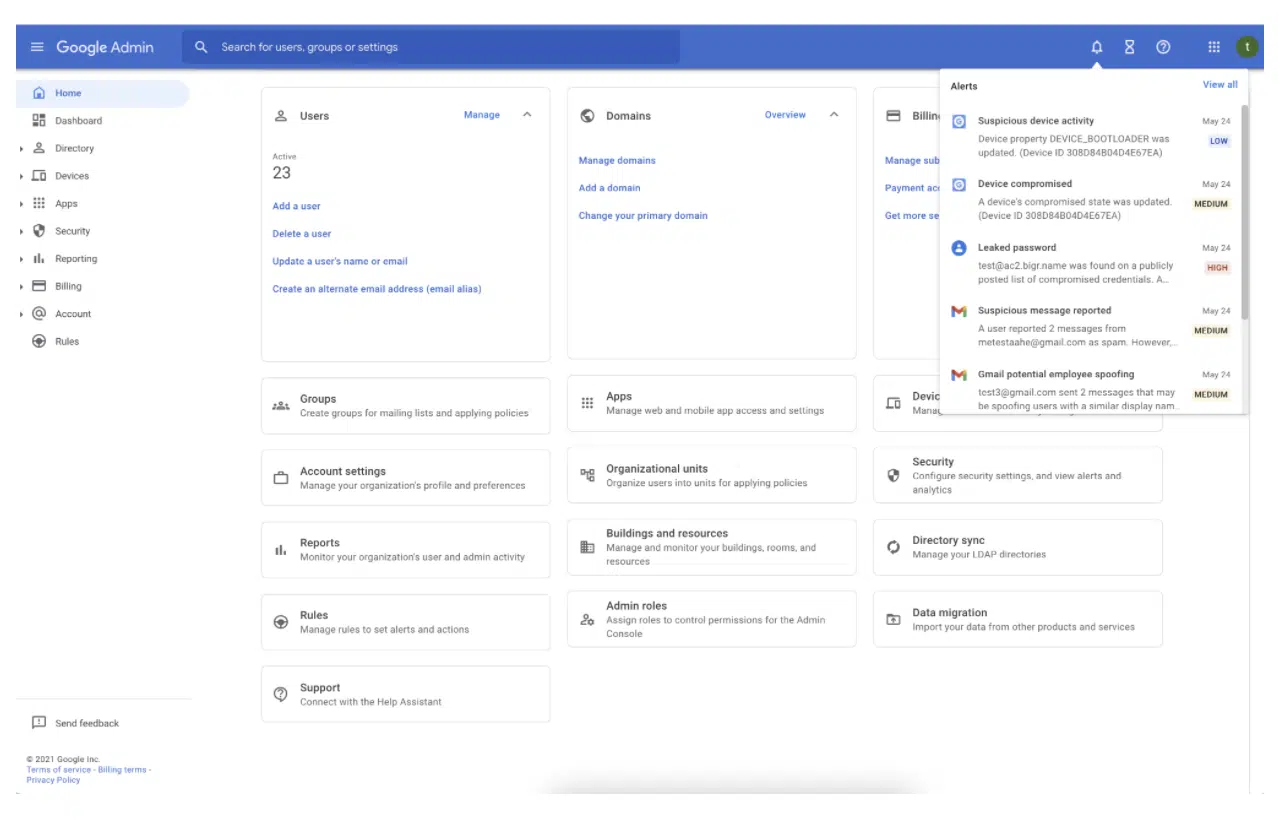 Google Admin
Search for users, groups or settings
t
Home
Dashboard
Directory
Devices
Apps
Security
Reporting
Billing
Account
Rules
Send feedback
© 2021 Google Inc.
Terms of service - Billing terms -
Privacy Policy
Users
Manage
Active
23
Add a user
Delete a user
Update a user's name or email
Create an alternate email address (email alias)
Domains
Overview
Manage domains
Add a domain
Change your primary domain
Billin
Manage sub
Payment acc
Get more se
Alerts
View all
Suspicious device activity
May 24
Device property DEVICE_BOOTLOADER was
LOW
updated. (Device ID 308D84B04D4E67EA)
Device compromised
May 24
A device's compromised state was updated.
MEDIUM
(Device ID 308D84B04D4E67EA)
Leaked password
May 24
test@ac2.bigr.name was found on a publicly
HIGH
posted list of compromised credentials. A...
Suspicious message reported
May 24
A user reported 2 messages from
MEDIUM
metestaahe@gmail.com as spam. However,...
Gmail potential employee spoofing
May 24
test3@gmail.com sent 2 messages that may
MEDIUM
be spoofing users with a similar display nam...
Groups
Create groups for mailing lists and applying policies
Apps
Manage web and mobile app access and settings
Devic
Account settings
Manage your organization's profile and preferences
Organizational units
Organize users into units for applying policies
Security
Configure security settings, and view alerts and
analytics
Reports
Monitor your organization's user and admin activity
Buildings and resources
Manage and monitor your buildings, rooms, and
resources
Directory sync
Manage your LDAP directories
Rules
Manage rules to set alerts and actions
Admin roles
Assign roles to control permissions for the Admin
Console
Data migration
Import your data from other products and services
Support
Connect with the Help Assistant